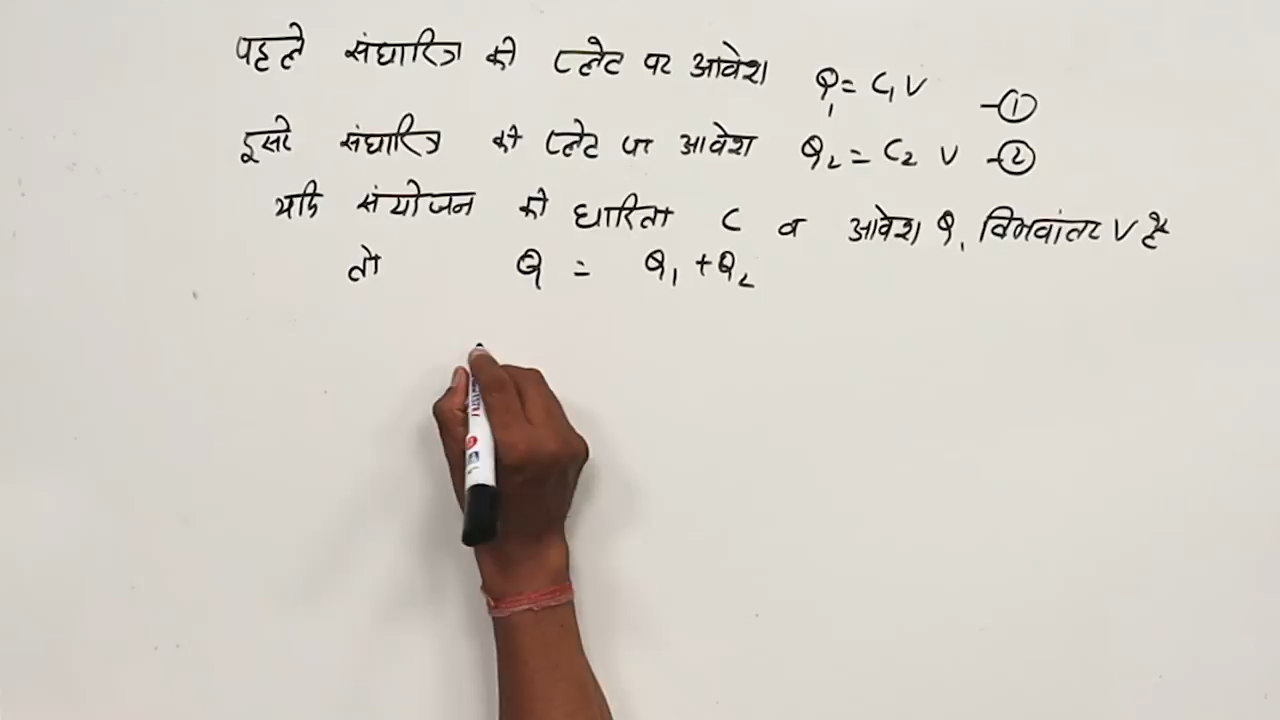 पहले संधारित्र की प्लेट पर आवेश Q₁ = C₁V —①
दूसरे संधारित्र की प्लेट पर आवेश Q₂ = C₂ V —②
यदि संयोजन की धारिता C व आवेश Q, विभवांतर V है
तो Q = Q₁ + Q₂